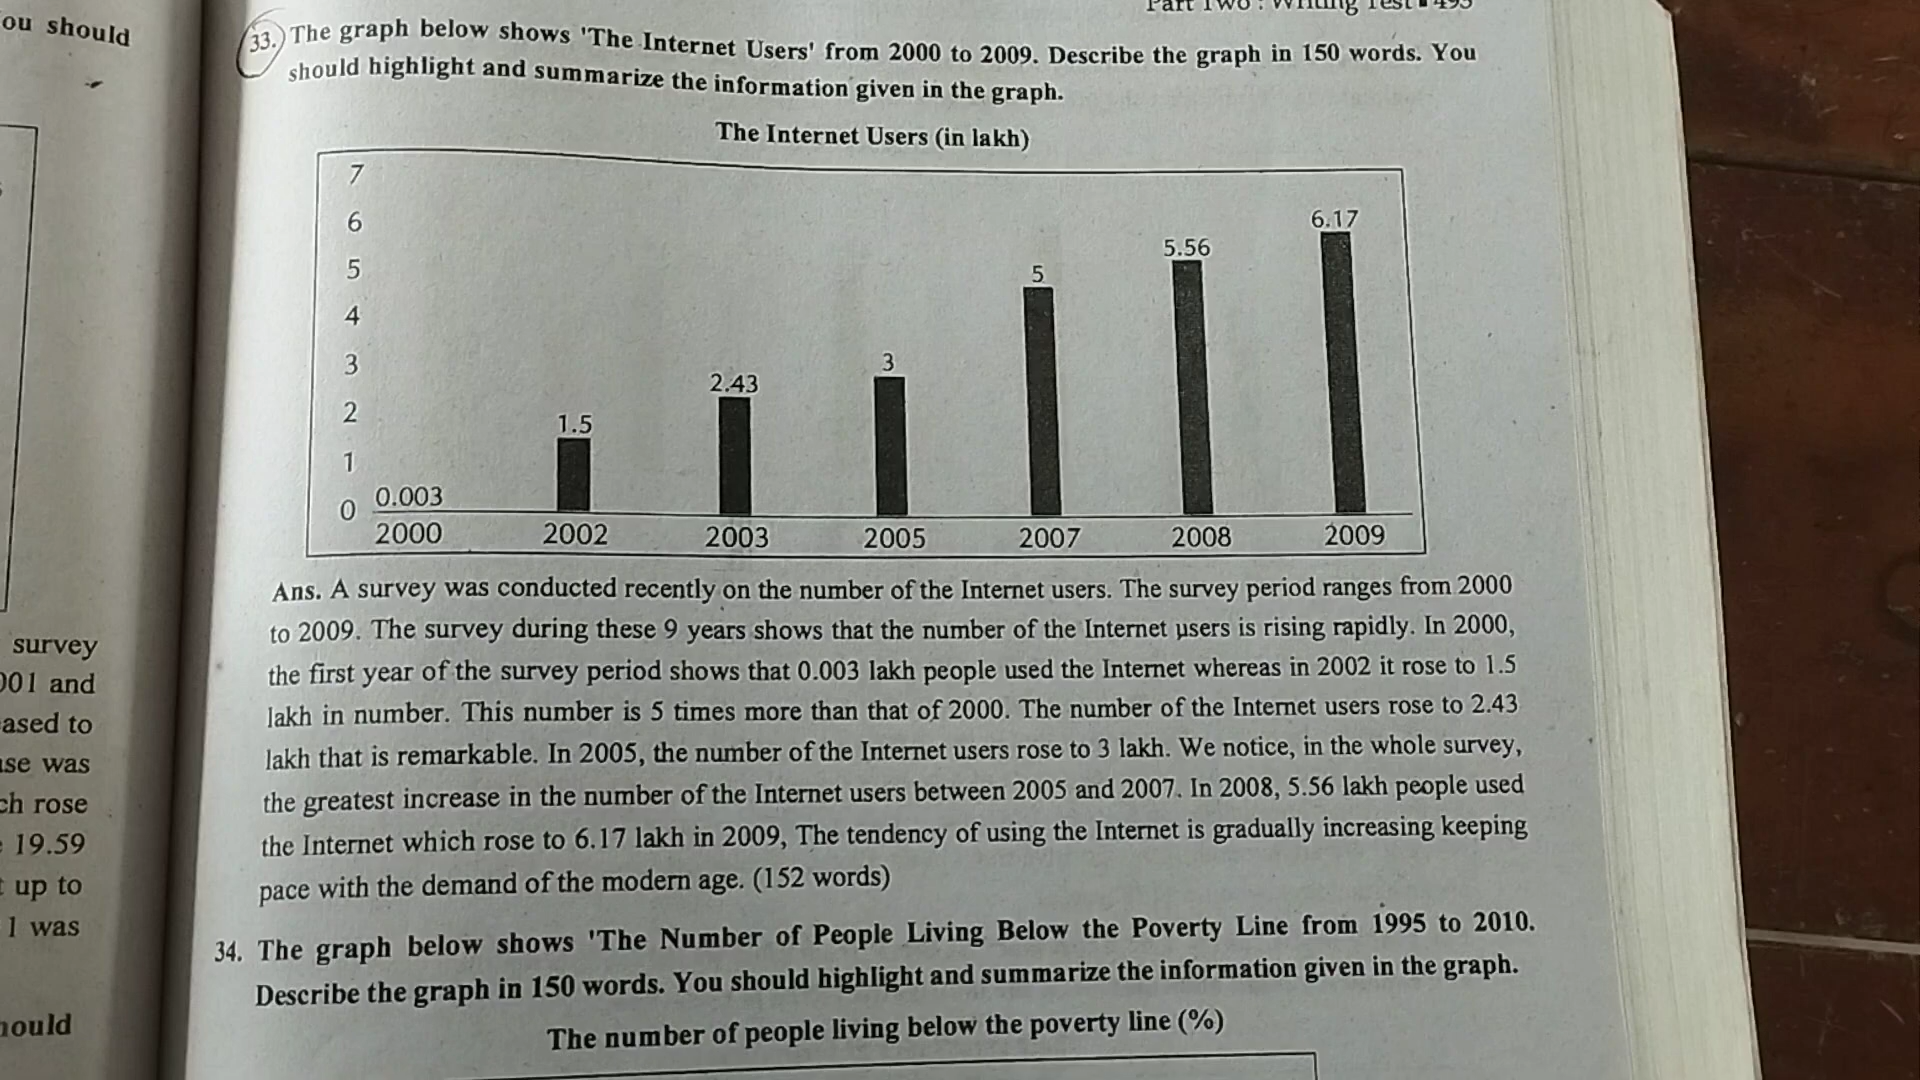 Part Two : Writing Test ■ 493
ou should
33. The graph below shows 'The Internet Users' from 2000 to 2009. Describe the graph in 150 words. You
should highlight and summarize the information given in the graph.
The Internet Users (in lakh)
7
6
5
4
3
2
1
0
0.003
1.5
2.43
3
5
5.56
6.17
2000 2002 2003 2005 2007 2008 2009
Ans. A survey was conducted recently on the number of the Internet users. The survey period ranges from 2000
to 2009. The survey during these 9 years shows that the number of the Internet users is rising rapidly. In 2000,
the first year of the survey period shows that 0.003 lakh people used the Internet whereas in 2002 it rose to 1.5
lakh in number. This number is 5 times more than that of 2000. The number of the Internet users rose to 2.43
lakh that is remarkable. In 2005, the number of the Internet users rose to 3 lakh. We notice, in the whole survey,
the greatest increase in the number of the Internet users between 2005 and 2007. In 2008, 5.56 lakh people used
the Internet which rose to 6.17 lakh in 2009, The tendency of using the Internet is gradually increasing keeping
pace with the demand of the modern age. (152 words)
34. The graph below shows 'The Number of People Living Below the Poverty Line from 1995 to 2010.
Describe the graph in 150 words. You should highlight and summarize the information given in the graph.
The number of people living below the poverty line (%)
survey
001 and
ased to
ase was
ch rose
19.59
up to
1 was
hould